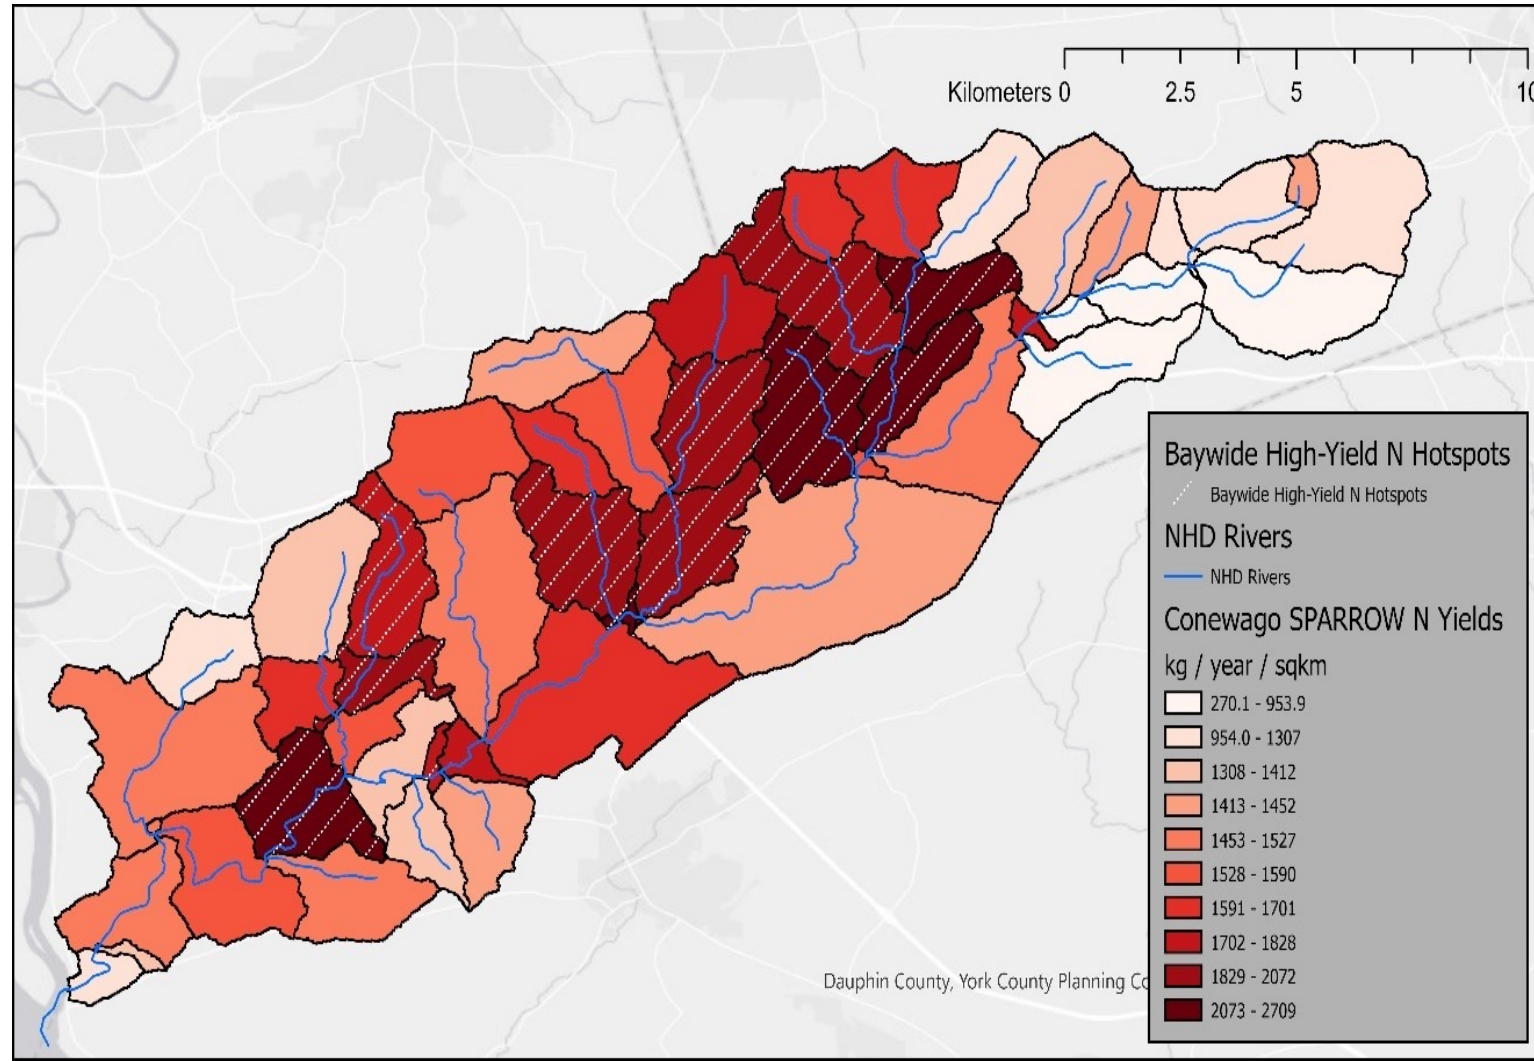 Kilometers 0 2.5 5 10
Baywide High-Yield N Hotspots
Baywide High-Yield N Hotspots
NHD Rivers
NHD Rivers
Conewago SPARROW N Yields
kg / year / sqkm
270.1 - 953.9
954.0 - 1307
1308 - 1412
1413 - 1452
1453 - 1527
1528 - 1590
1591 - 1701
1702 - 1828
1829 - 2072
2073 - 2709
Dauphin County, York County Planning